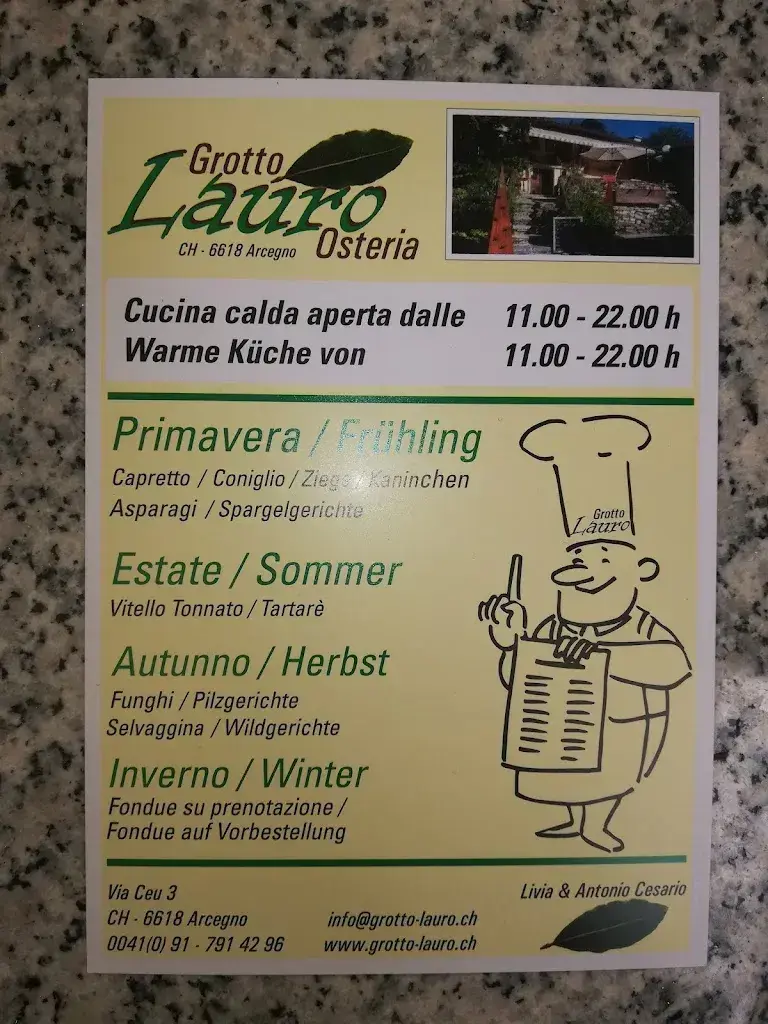 Grotto
Lauro
CH - 6618 Arcegno
Osteria
Cucina calda aperta dalle 11.00 - 22.00 h
Warme Küche von 11.00 - 22.00 h
Primavera / Frühling
Capretto / Coniglio / Ziege / Kaninchen
Asparagi / Spargelgerichte
Grotto
Lauro
Estate / Sommer
Vitello Tonnato / Tartarè
Autunno / Herbst
Funghi / Pilzgerichte
Selvaggina / Wildgerichte
Inverno / Winter
Fondue su prenotazione /
Fondue auf Vorbestellung
Via Ceu 3
Livia & Antonio Cesario
CH - 6618 Arcegno info@grotto-lauro.ch
0041(0) 91 - 791 42 96 www.grotto-lauro.ch